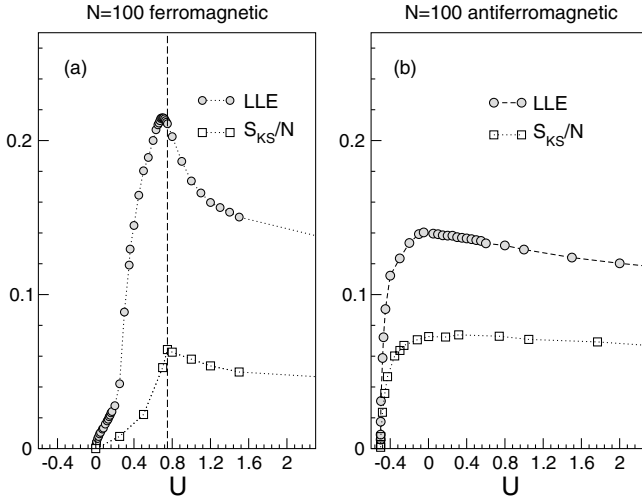 N=100 ferromagnetic
N=100 antiferromagnetic
(a)
LLE
S_KS/N
(b)
LLE
S_KS/N
0.2
0.2
0.1
0.1
0
0
-0.4 0 0.4 0.8 1.2 1.6 2
-0.4 0 0.4 0.8 1.2 1.6 2
U
U